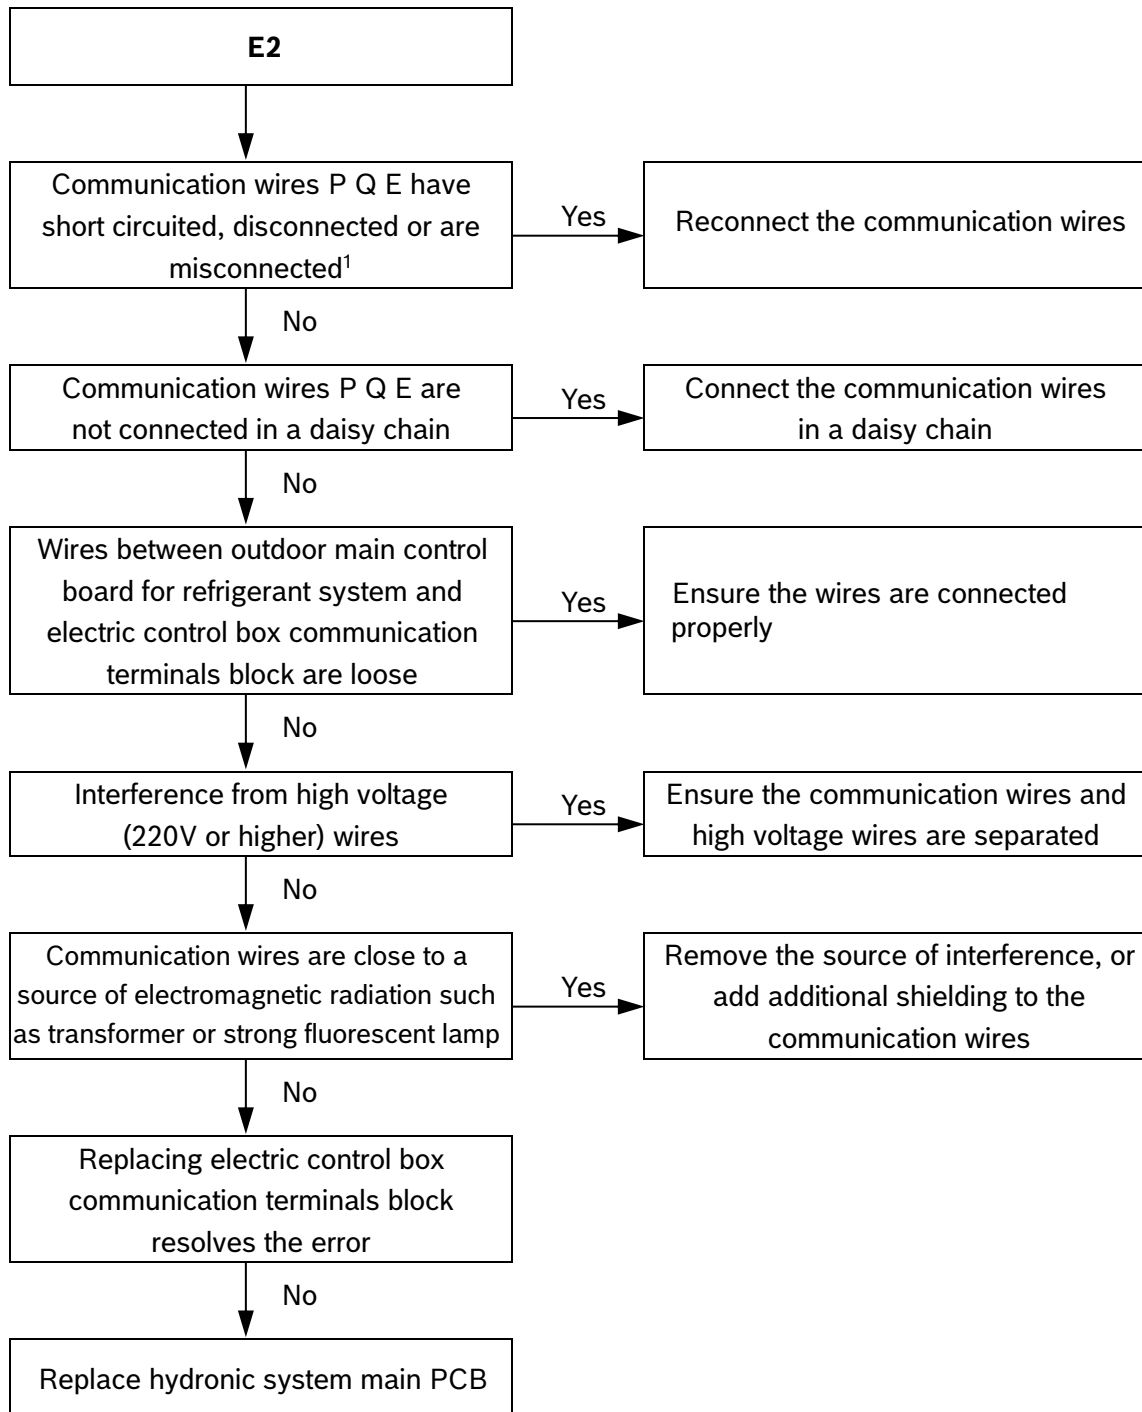 E2
Communication wires P Q E have
short circuited, disconnected or are
misconnected¹
Yes
Reconnect the communication wires
No
Communication wires P Q E are
not connected in a daisy chain
Yes
Connect the communication wires
in a daisy chain
No
Wires between outdoor main control
board for refrigerant system and
electric control box communication
terminals block are loose
Yes
Ensure the wires are connected
properly
No
Interference from high voltage
(220V or higher) wires
Yes
Ensure the communication wires and
high voltage wires are separated
No
Communication wires are close to a
source of electromagnetic radiation such
as transformer or strong fluorescent lamp
Yes
Remove the source of interference, or
add additional shielding to the
communication wires
No
Replacing electric control box
communication terminals block
resolves the error
No
Replace hydronic system main PCB